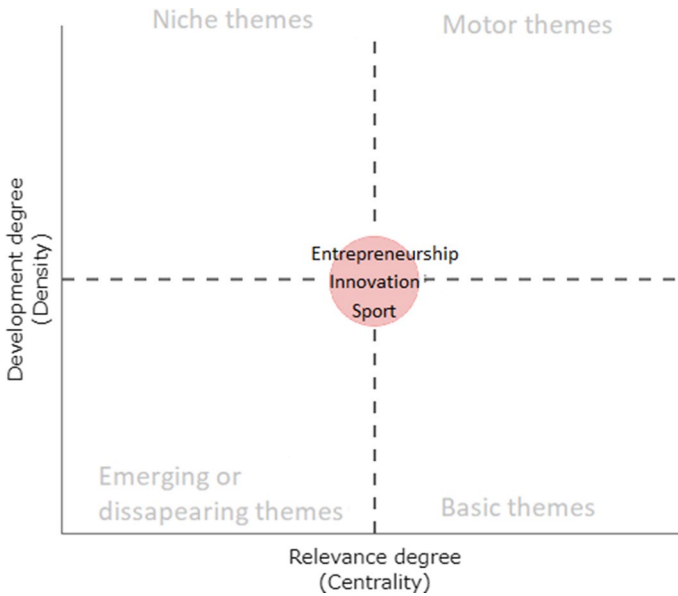 Niche themes
Motor themes
Development degree
(Density)
Entrepreneurship
Innovation
Sport
Emerging or
dissapearing themes
Basic themes
Relevance degree
(Centrality)